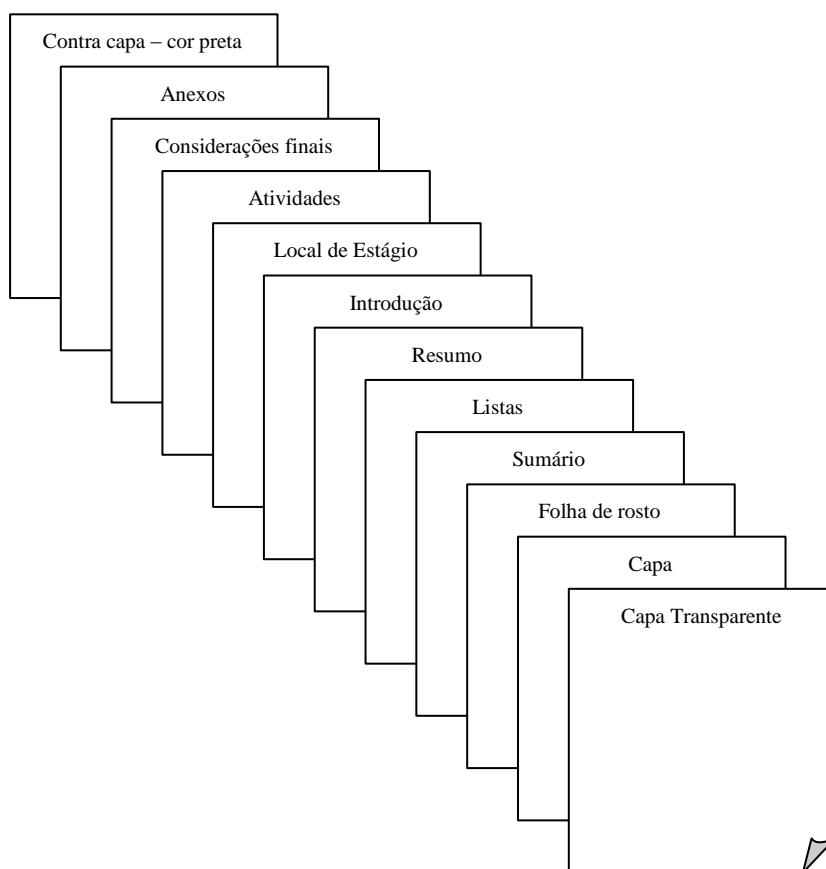 Contra capa – cor preta
Anexos
Considerações finais
Atividades
Local de Estágio
Introdução
Resumo
Listas
Sumário
Folha de rosto
Capa
Capa Transparente